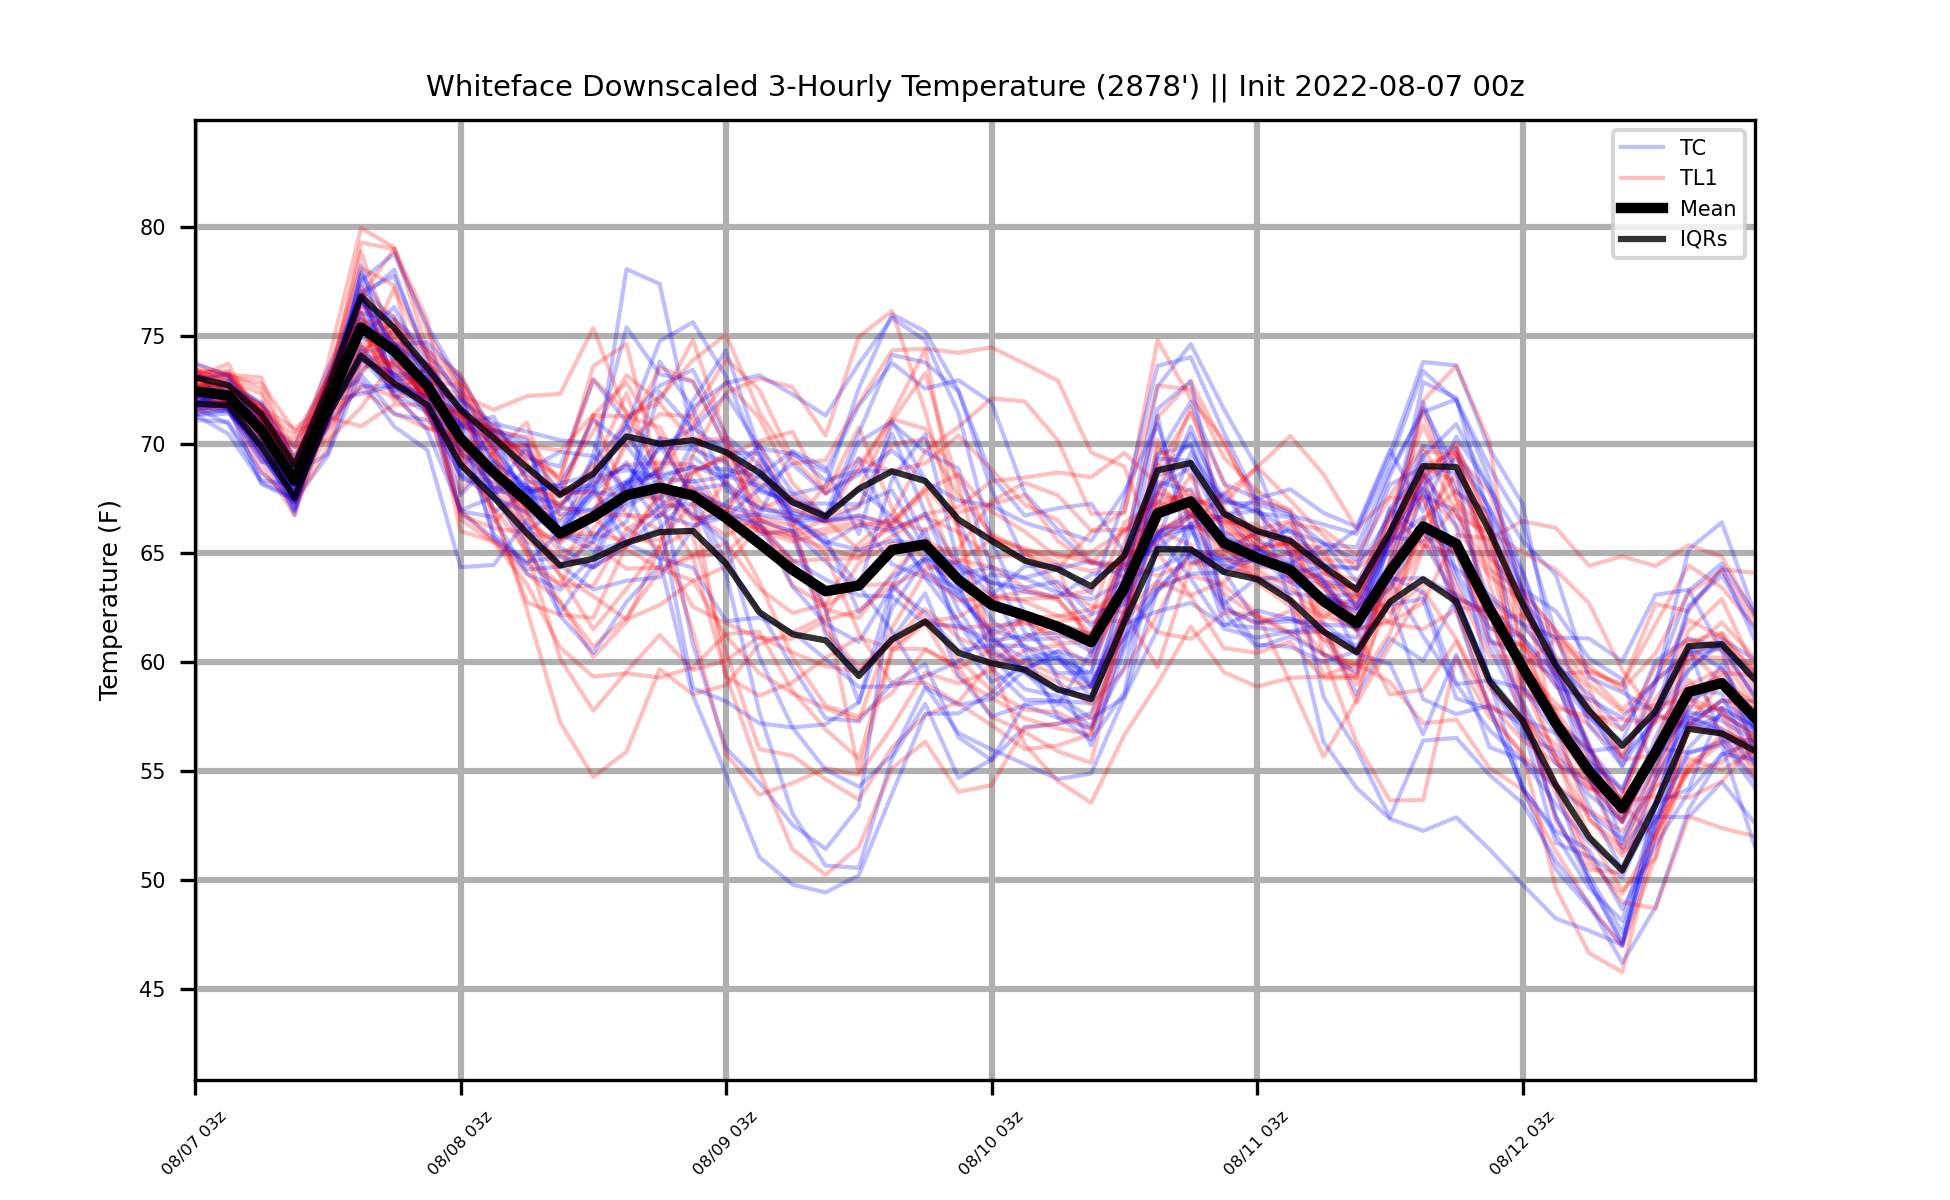 Whiteface Downscaled 3-Hourly Temperature (2878') || Init 2022-08-07 00z
TC
TL1
Mean
IQRs
Temperature (F)
80
75
70
65
60
55
50
45
08/07 03z
08/08 03z
08/09 03z
08/10 03z
08/11 03z
08/12 03z